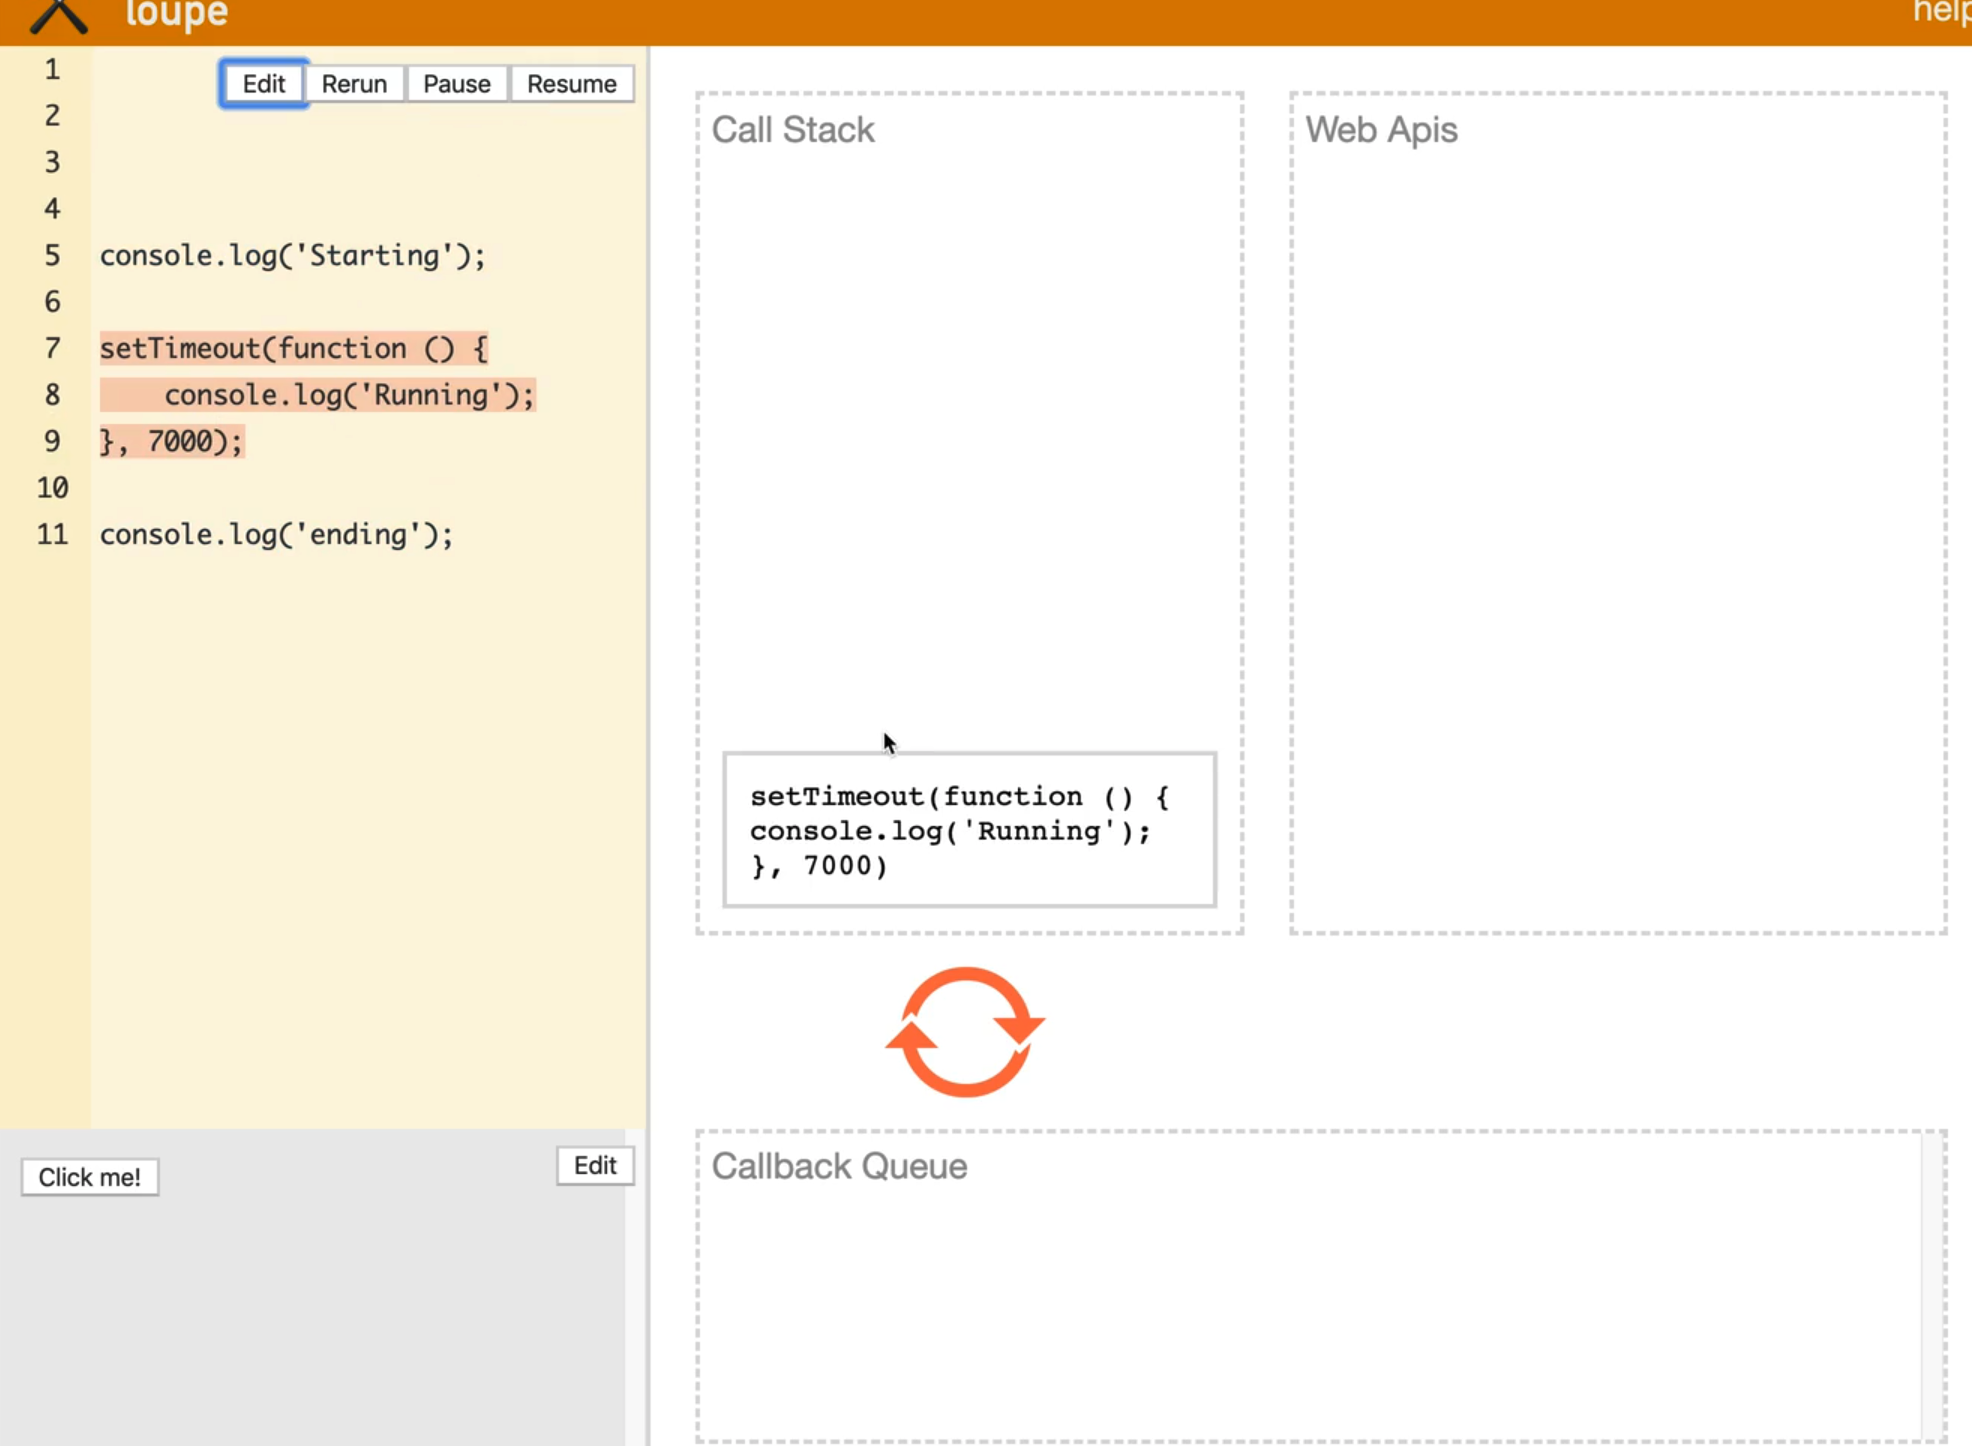 loupe
help
Edit Rerun Pause Resume
1
2
3
4
5 console.log('Starting');
6
7 setTimeout(function () {
8 console.log('Running');
9 }, 7000);
10
11 console.log('ending');
Click me!
Edit
Call Stack
setTimeout(function () {
console.log('Running');
}, 7000)
Web Apis
Callback Queue